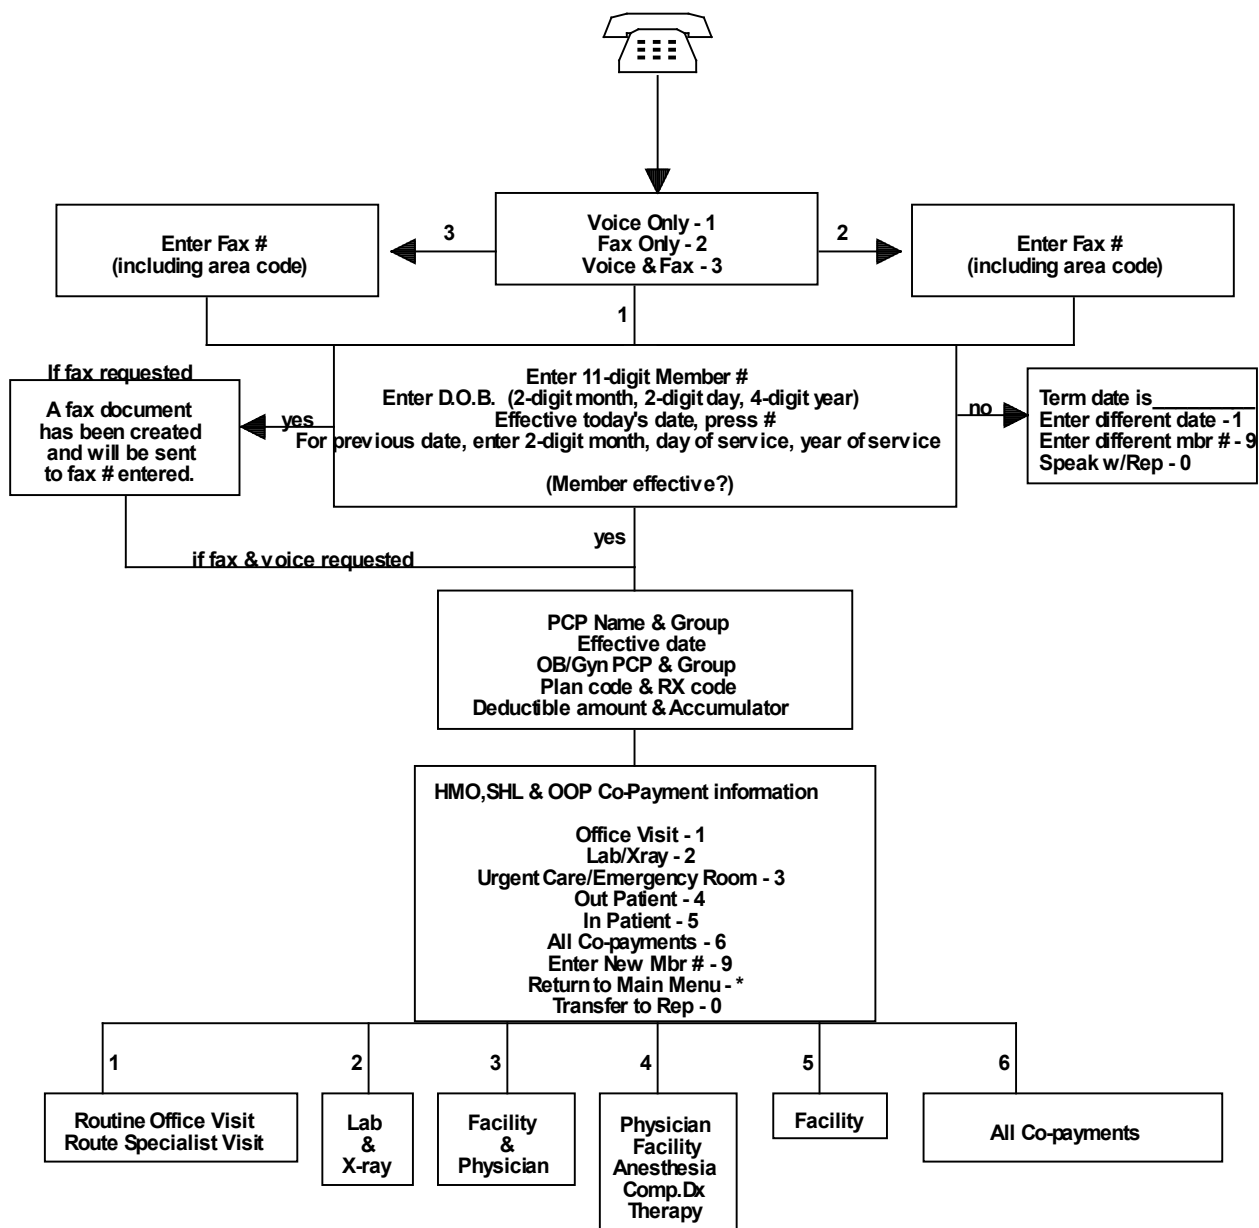 Voice Only - 1
Fax Only - 2
Voice & Fax - 3
3
2
1
Enter Fax #
(including area code)
Enter Fax #
(including area code)
If fax requested
A fax document
has been created
and will be sent
to fax # entered.
yes
Enter 11-digit Member #
Enter D.O.B. (2-digit month, 2-digit day, 4-digit year)
Effective today's date, press #
For previous date, enter 2-digit month, day of service, year of service
(Member effective?)
no
Term date is__________
Enter different date - 1
Enter different mbr # - 9
Speak w/Rep - 0
yes
if fax & voice requested
PCP Name & Group
Effective date
OB/Gyn PCP & Group
Plan code & RX code
Deductible amount & Accumulator
HMO,SHL & OOP Co-Payment information
Office Visit - 1
Lab/Xray - 2
Urgent Care/Emergency Room - 3
Out Patient - 4
In Patient - 5
All Co-payments - 6
Enter New Mbr # - 9
Return to Main Menu - *
Transfer to Rep - 0
1
2
3
4
5
6
Routine Office Visit
Route Specialist Visit
Lab
&
X-ray
Facility
&
Physician
Physician
Facility
Anesthesia
Comp.Dx
Therapy
Facility
All Co-payments